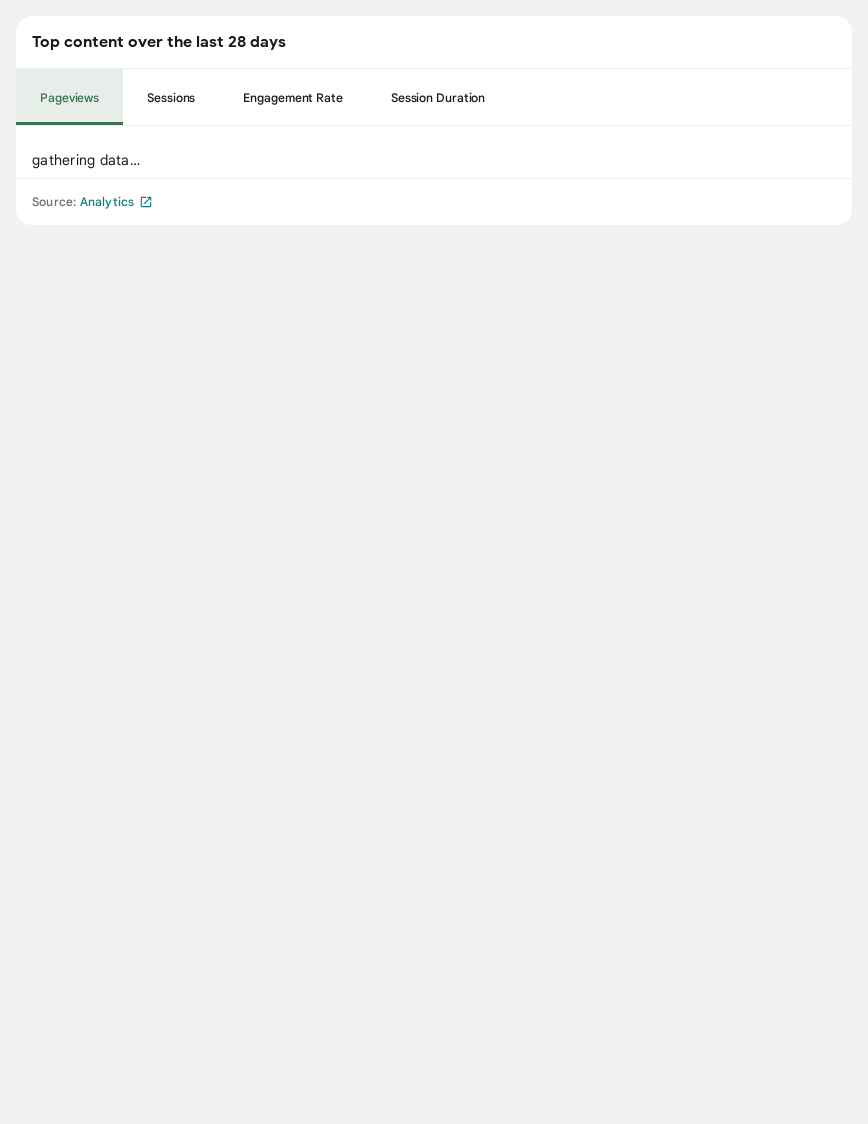 Top content over the last 28 days
Pageviews Sessions Engagement Rate Session Duration
gathering data...
Source: Analytics